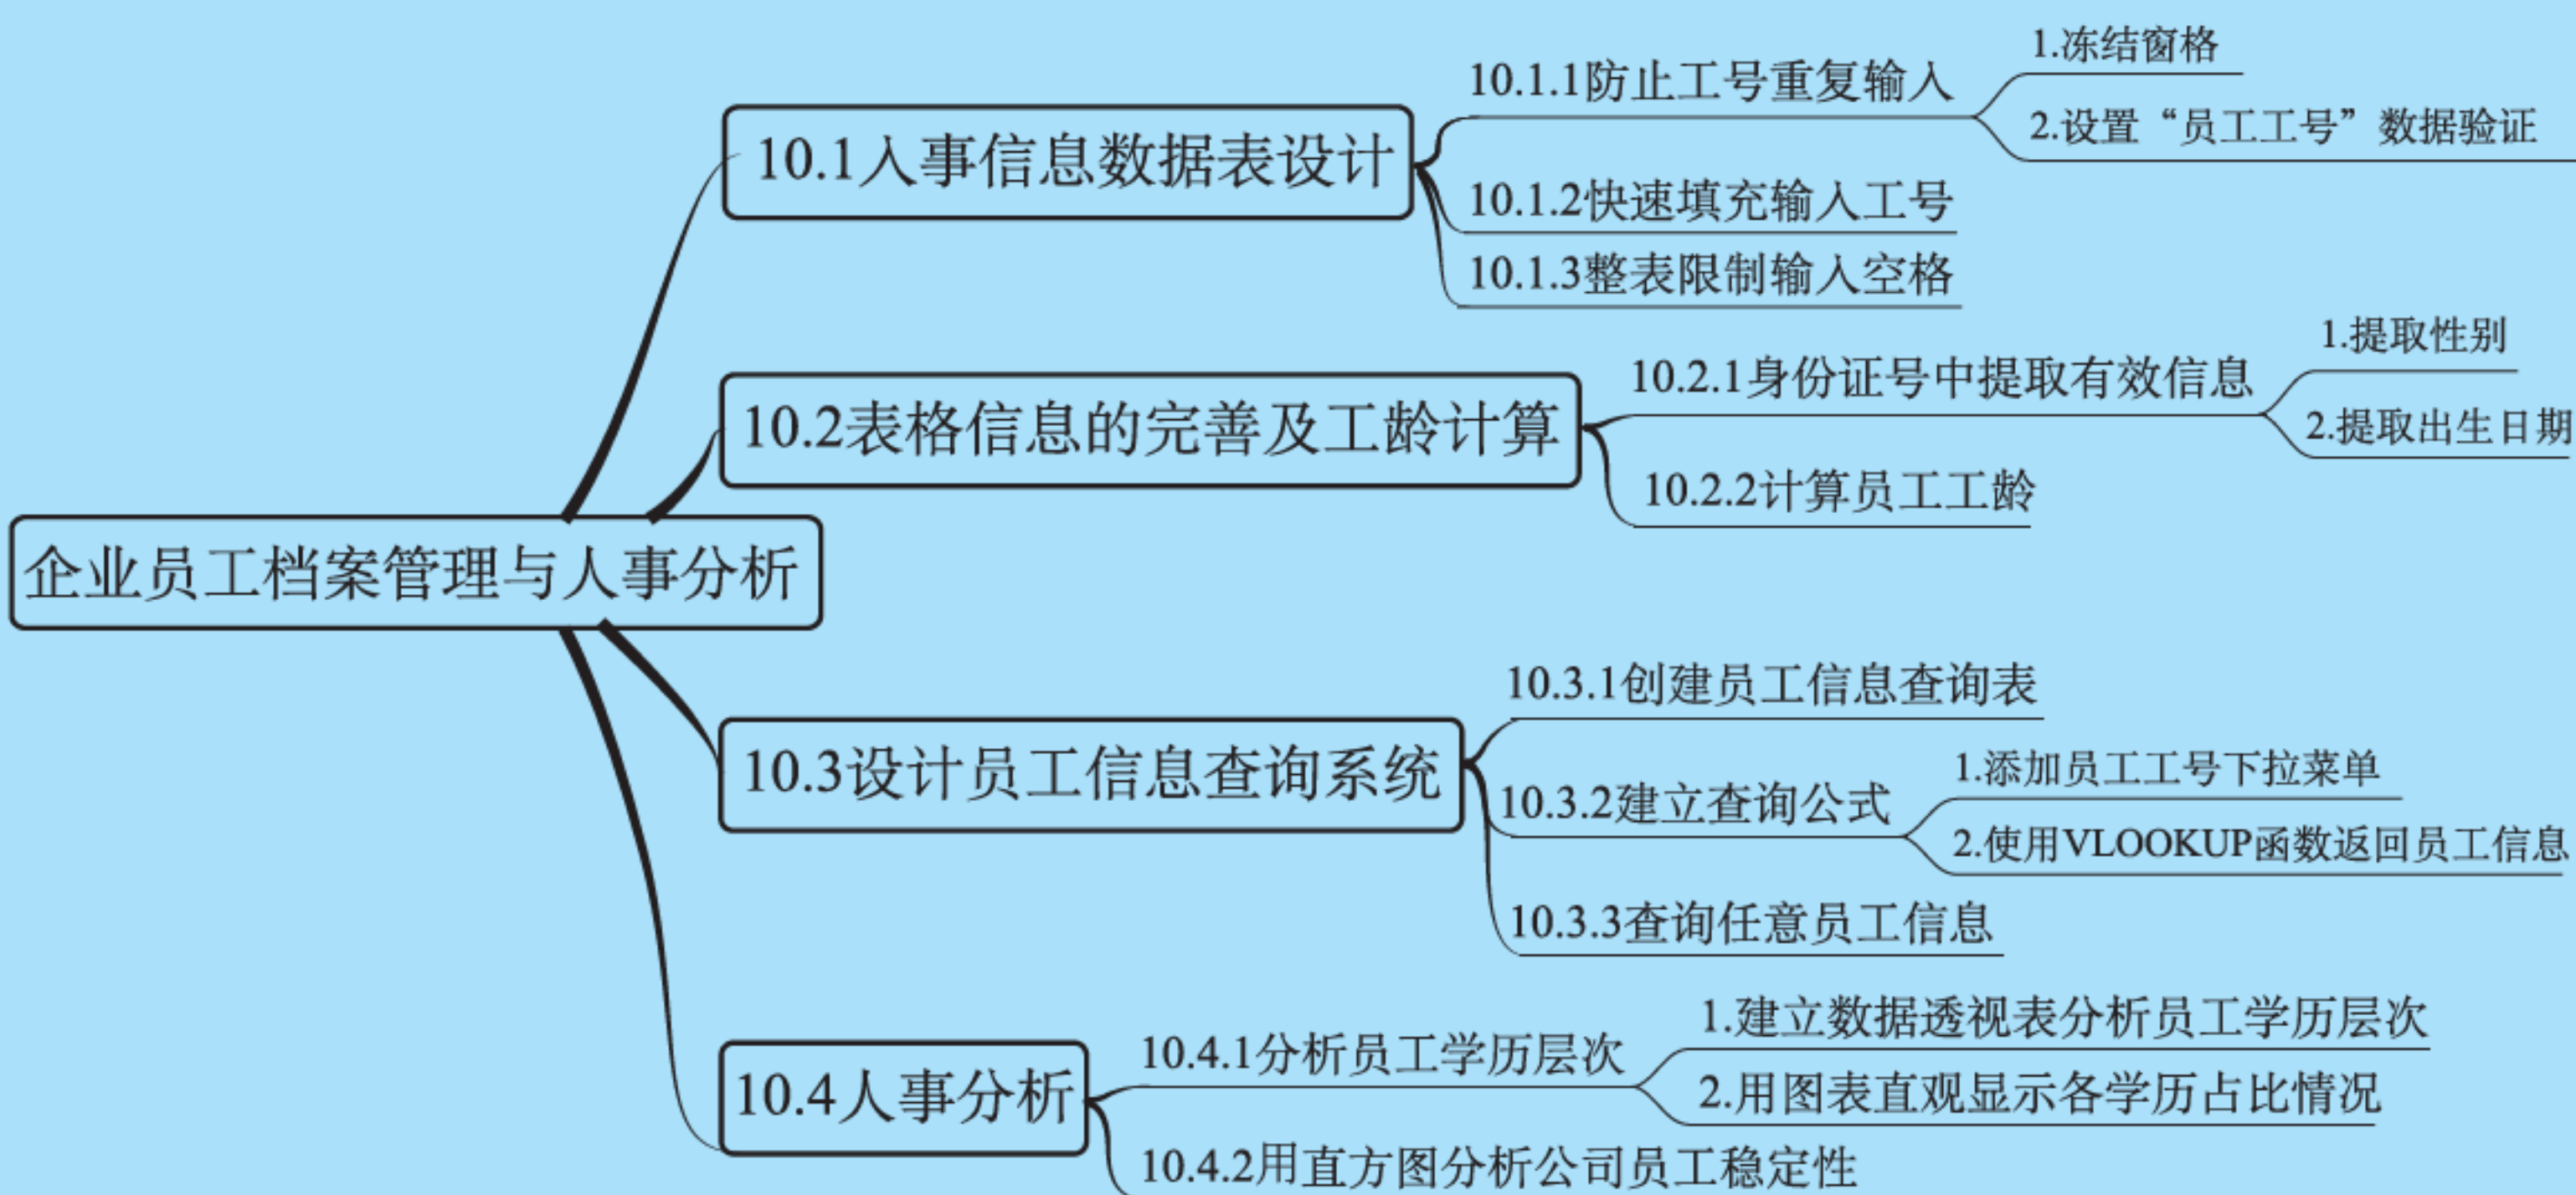 企业员工档案管理与人事分析
10.1人事信息数据表设计
10.1.1防止工号重复输入
1.冻结窗格
2.设置“员工工号”数据验证
10.1.2快速填充输入工号
10.1.3整表限制输入空格
10.2表格信息的完善及工龄计算
10.2.1身份证号中提取有效信息
1.提取性别
2.提取出生日期
10.2.2计算员工工龄
10.3设计员工信息查询系统
10.3.1创建员工信息查询表
10.3.2建立查询公式
1.添加员工工号下拉菜单
2.使用VLOOKUP函数返回员工信息
10.3.3查询任意员工信息
10.4人事分析
10.4.1分析员工学历层次
1.建立数据透视表分析员工学历层次
2.用图表直观显示各学历占比情况
10.4.2用直方图分析公司员工稳定性